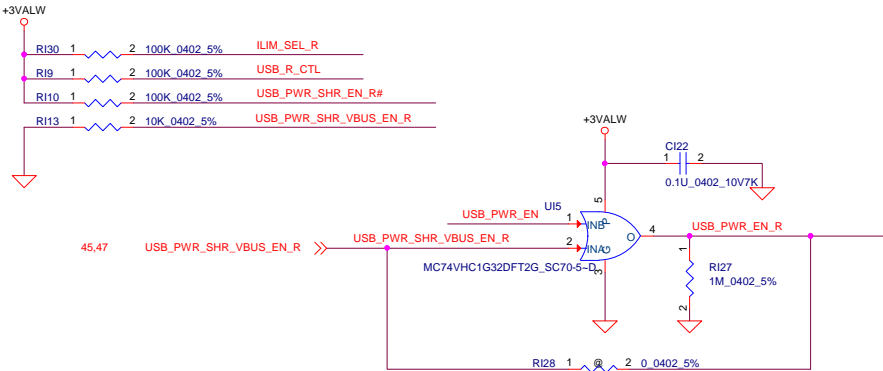 +3VALW
RI30 1 2 100K_0402_5% ILIM_SEL_R
RI9 1 2 100K_0402_5% USB_R_CTL
RI10 1 2 100K_0402_5% USB_PWR_SHR_EN_R#
RI13 1 2 10K_0402_5% USB_PWR_SHR_VBUS_EN_R
+3VALW
CI22
1 2
0.1U_0402_10V7K
UI5
5
USB_PWR_EN 1 INB P
O 4 USB_PWR_EN_R
45,47 USB_PWR_SHR_VBUS_EN_R USB_PWR_SHR_VBUS_EN_R 2 INA G
MC74VHC1G32DFT2G_SC70-5~D
3
1
RI27
1M_0402_5%
2
RI28 1 @ 2 0_0402_5%